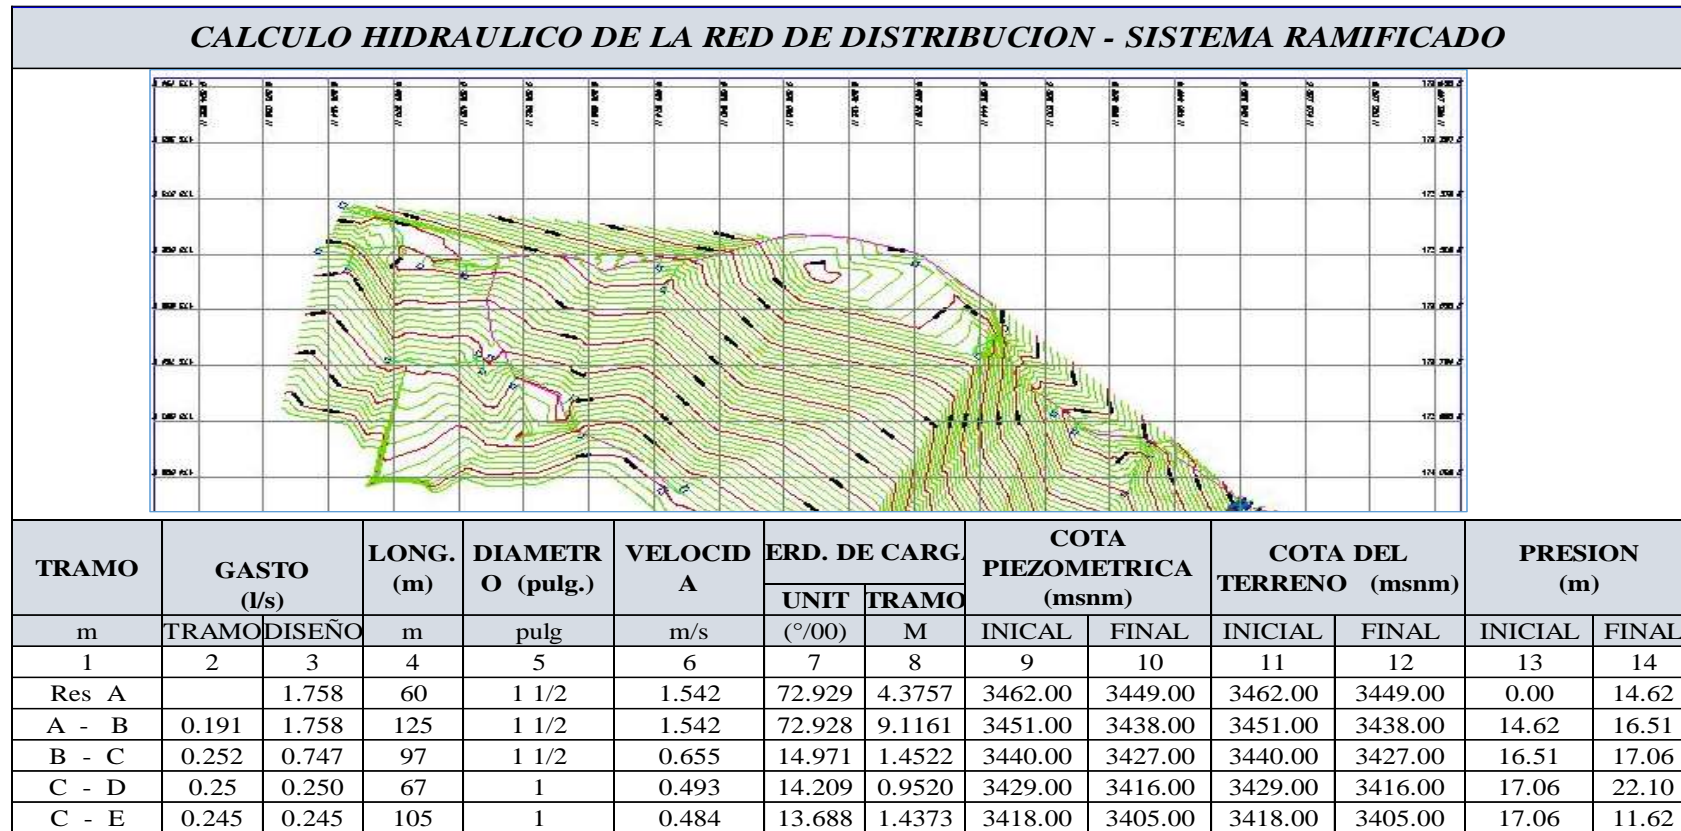 CALCULO HIDRAULICO DE LA RED DE DISTRIBUCION - SISTEMA RAMIFICADO
TRAMO GASTO (l/s) LONG. (m) DIAMETR O (pulg.) VELOCID A ERD. DE CARG. COTA PIEZOMETRICA (msnm) COTA DEL TERRENO (msnm) PRESION (m)
UNIT TRAMO
m TRAMO DISEÑO m pulg m/s (°/00) M INICAL FINAL INICIAL FINAL INICIAL FINAL
1 2 3 4 5 6 7 8 9 10 11 12 13 14
Res A 1.758 60 1 1/2 1.542 72.929 4.3757 3462.00 3449.00 3462.00 3449.00 0.00 14.62
A - B 0.191 1.758 125 1 1/2 1.542 72.928 9.1161 3451.00 3438.00 3451.00 3438.00 14.62 16.51
B - C 0.252 0.747 97 1 1/2 0.655 14.971 1.4522 3440.00 3427.00 3440.00 3427.00 16.51 17.06
C - D 0.25 0.250 67 1 0.493 14.209 0.9520 3429.00 3416.00 3429.00 3416.00 17.06 22.10
C - E 0.245 0.245 105 1 0.484 13.688 1.4373 3418.00 3405.00 3418.00 3405.00 17.06 11.62